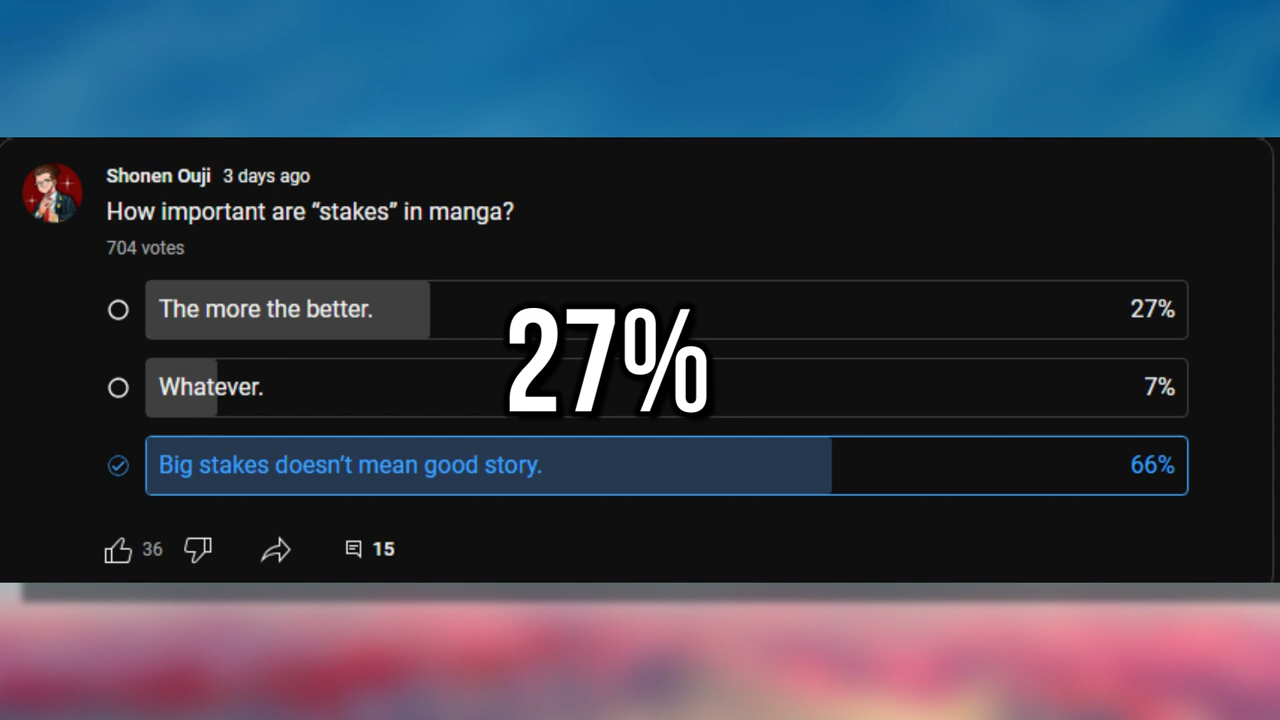 Shonen Ouji 3 days ago
How important are “stakes” in manga?
704 votes
The more the better. 27%
27%
Whatever. 7%
Big stakes doesn’t mean good story. 66%
36 15